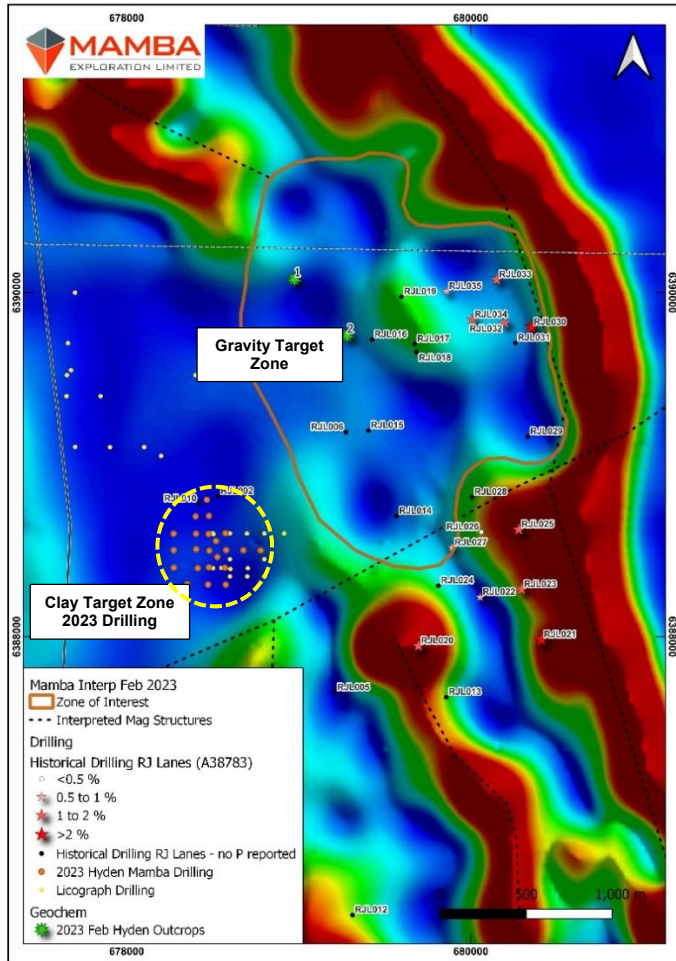 678000
680000
MAMBA
EXPLORATION LIMITED
6390000
6390000
1
RJL035
RJL033
RJL019
2
RJL016
RJL017
RJL018
RJL034
RJL032
RJL030
RJL031
Gravity Target
Zone
RJL006
RJL015
RJL029
RJL010
RJL002
RJL028
RJL014
RJL026
RJL025
RJL027
RJL024
RJL022
RJL023
Clay Target Zone
2023 Drilling
6388000
6388000
RJL020
RJL021
RJL005
RJL013
Mamba Interp Feb 2023
Zone of Interest
Interpreted Mag Structures
Drilling
Historical Drilling RJ Lanes (A38783)
<0.5 %
0.5 to 1 %
1 to 2 %
>2 %
Historical Drilling RJ Lanes - no P reported
2023 Hyden Mamba Drilling
Licograph Drilling
Geochem
2023 Feb Hyden Outcrops
RJL012
0
500
1,000 m
678000
680000